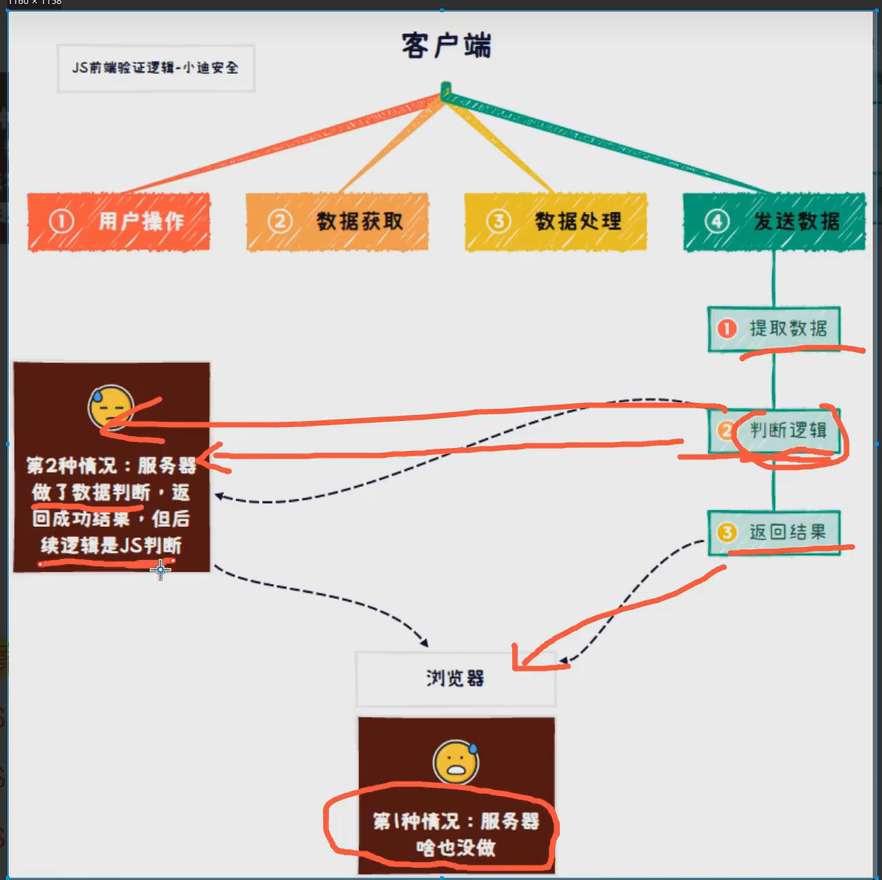 1160 × 1158
客户端
JS前端验证逻辑-小迪安全
① 用户操作
② 数据获取
③ 数据处理
④ 发送数据
① 提取数据
② 判断逻辑
③ 返回结果
第2种情况：服务器
做了数据判断，返
回成功结果，但后
续逻辑是JS判断
浏览器
第1种情况：服务器
啥也没做